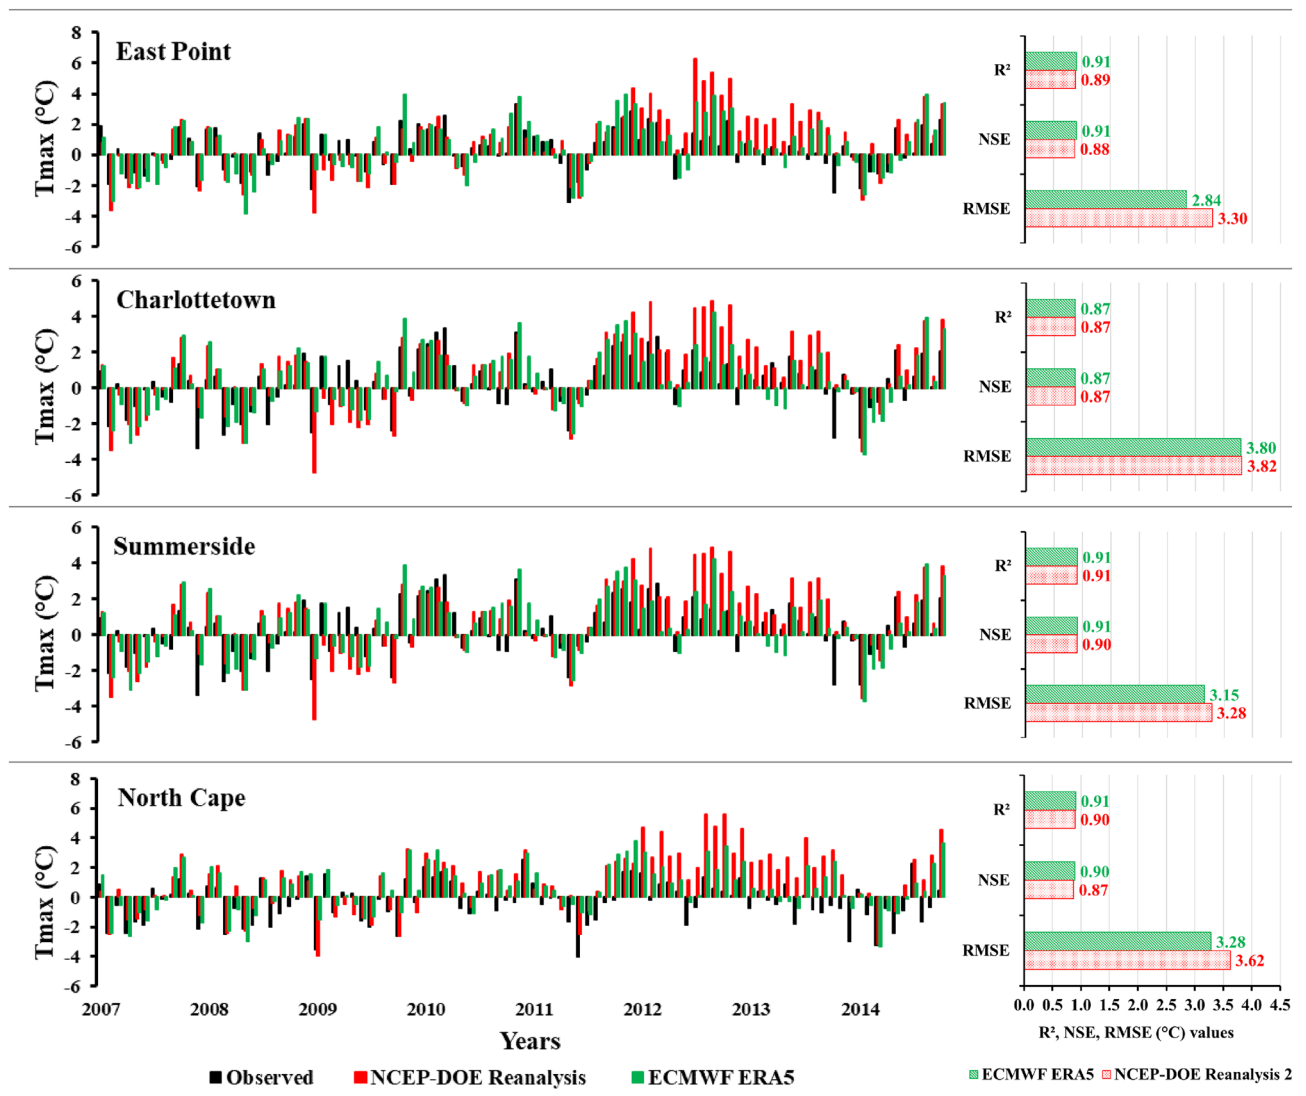 East Point
Tmax (°C)
8
6
4
2
0
-2
-4
-6
R²
NSE
RMSE
0.91
0.89
0.91
0.88
2.84
3.30
Charlottetown
Tmax (°C)
6
4
2
0
-2
-4
-6
R²
NSE
RMSE
0.87
0.87
0.87
0.87
3.80
3.82
Summerside
Tmax (°C)
6
4
2
0
-2
-4
-6
R²
NSE
RMSE
0.91
0.91
0.91
0.90
3.15
3.28
North Cape
Tmax (°C)
8
6
4
2
0
-2
-4
-6
2007 2008 2009 2010 2011 2012 2013 2014
Years
R²
NSE
RMSE
0.91
0.90
0.90
0.87
3.28
3.62
0.0 0.5 1.0 1.5 2.0 2.5 3.0 3.5 4.0 4.5
R², NSE, RMSE (°C) values
Observed NCEP-DOE Reanalysis ECMWF ERA5
ECMWF ERA5 NCEP-DOE Reanalysis 2